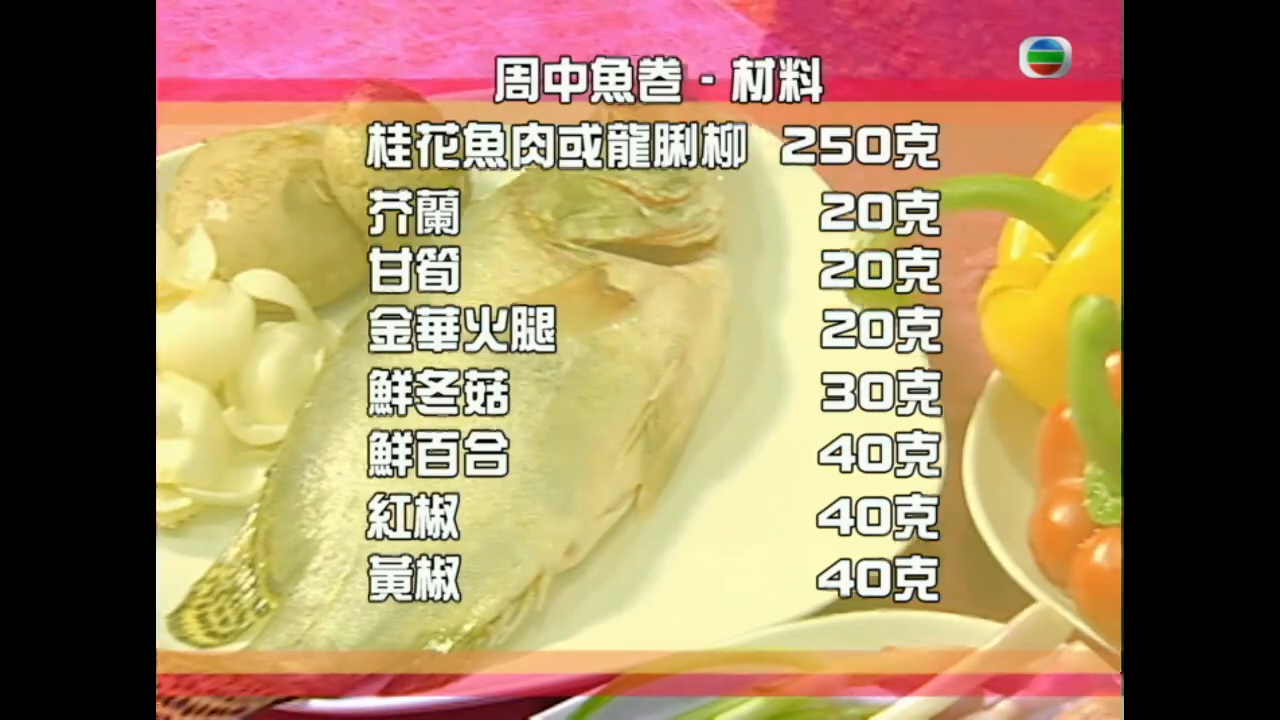 周中魚卷 - 材料
桂花魚肉或龍脷柳 250克
芥蘭 20克
甘筍 20克
金華火腿 20克
鮮冬菇 30克
鮮百合 40克
紅椒 40克
黃椒 40克